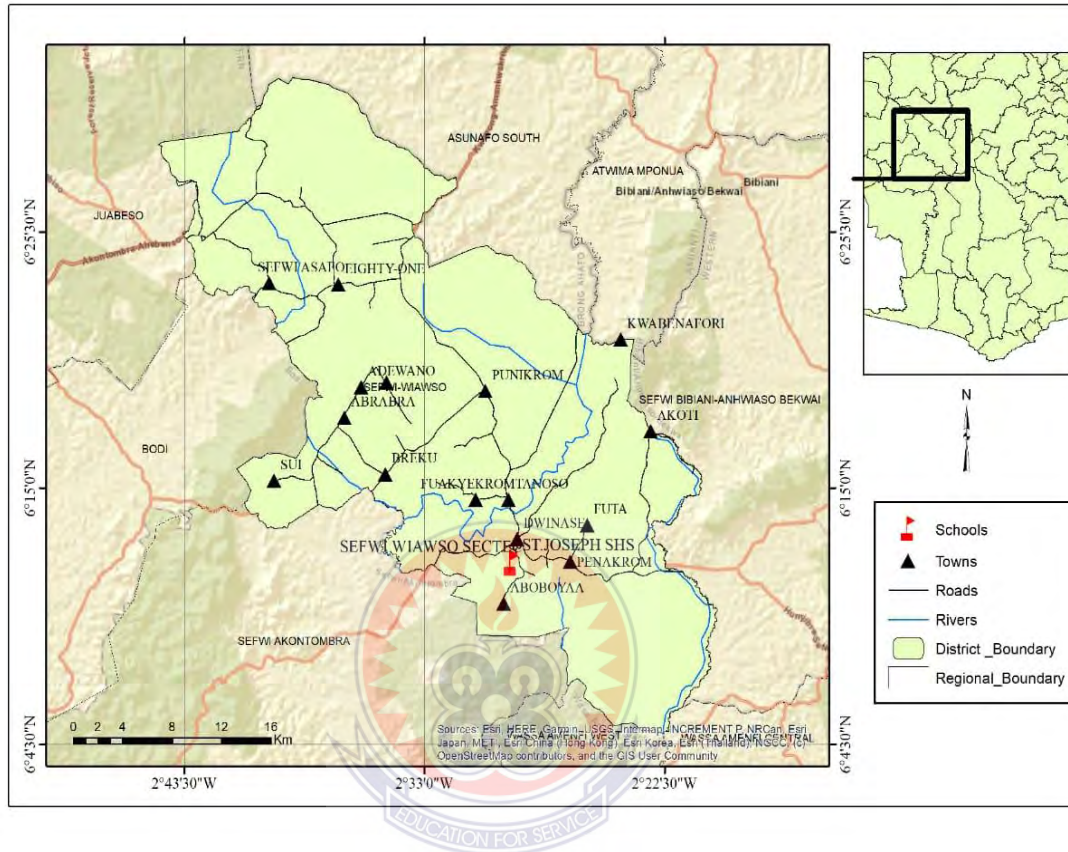 ASUNAFO SOUTH
ATWIMA MPONUA
Bibiani/Anhwiaso Bekwai
Bibiani
JUABESO
6°25'30"N
6°25'30"N
SEFWI ASAFO
EIGHTY-ONE
KWABENAFORI
ADEWANO
SEFWI-WIAWSO
PUNIKROM
ABRABRA
SEFWI BIBIANI-ANHWIASO BEKWAI
AKOTI
BODI
SUI
BREKU
6°15'0"N
6°15'0"N
FUAKYEKROM
TANOSO
FUTA
DWINASE
SEFWI WIAWSO SECTE
ST.JOSEPH SHS
PENAKROM
ABOBOYAA
SEFWI AKONTOMBRA
0 2 4 8 12 16
Km
WASSA AMENFI WEST
WASSA AMENFI CENTRAL
Sources: Esri, HERE, Garmin, USGS, Intermap, INCREMENT P, NRCan, Esri
Japan, METI, Esri China (Hong Kong), Esri Korea, Esri (Thailand), NGCC, (c)
OpenStreetMap contributors, and the GIS User Community
6°4'30"N
6°4'30"N
2°43'30"W
2°33'0"W
2°22'30"W
N
Schools
Towns
Roads
Rivers
District _Boundary
Regional_Boundary
EDUCATION FOR SERVICE